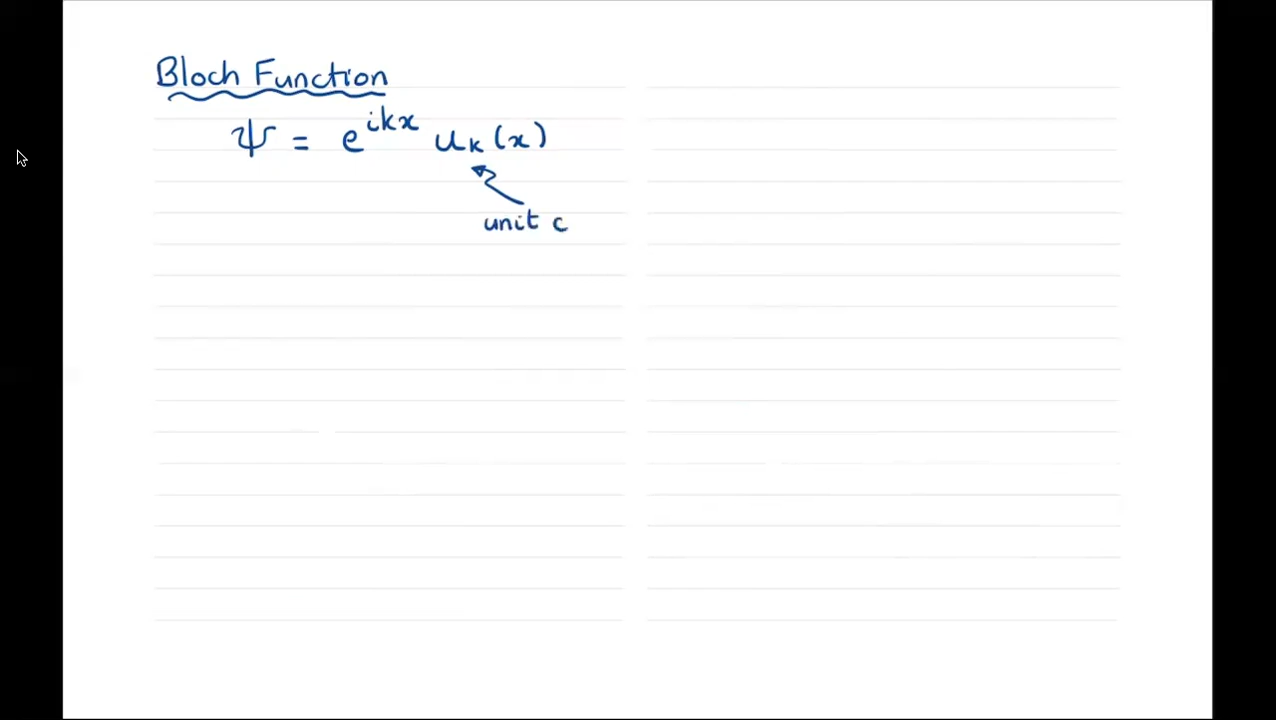 Bloch Function
ψ = e^{ikx} u_k(x)
unit c